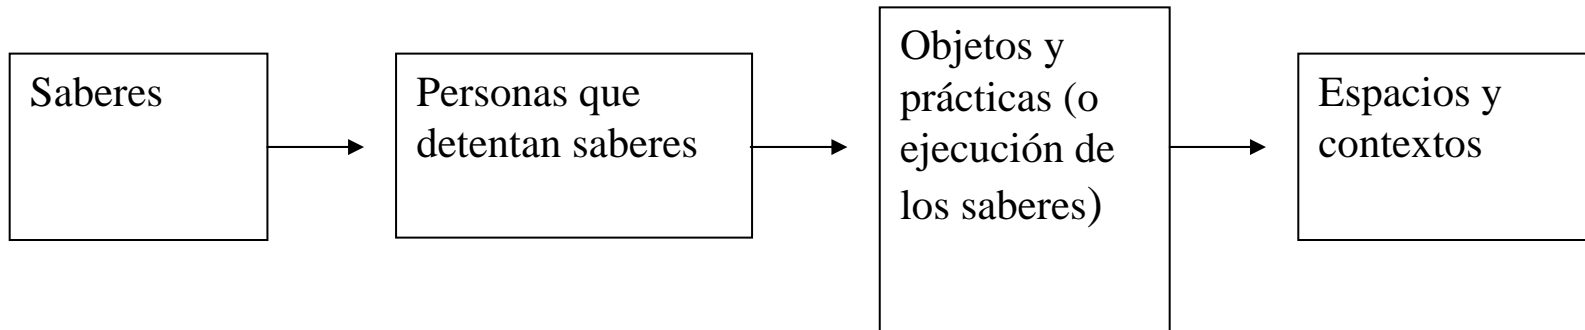 Saberes
Personas que
detentan saberes
Objetos y
prácticas (o
ejecución de
los saberes)
Espacios y
contextos